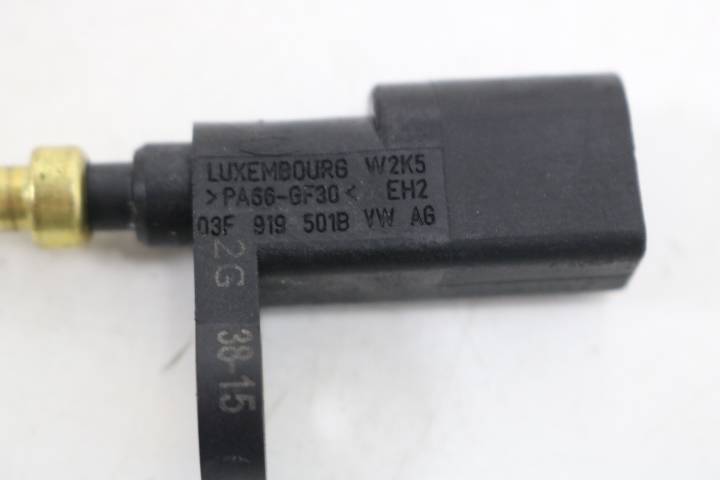 LUXEMBOURG W2K5
>PA66-GF30< EH2
03F 919 501B VW AG
2G 38-15